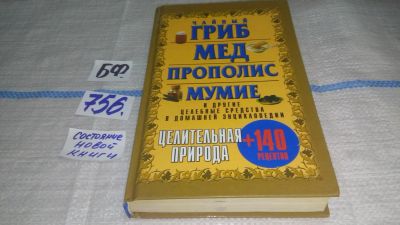 БФ
756.
СОСТОЯНИЕ
НОВОЙ
КНИГИ
ЧАЙНЫЙ
ГРИБ
МЕД
ПРОПОЛИС
МУМИЕ
И ДРУГИЕ
ЦЕЛЕБНЫЕ СРЕДСТВА
В ДОМАШНЕЙ ЭНЦИКЛОПЕДИИ
ЦЕЛИТЕЛЬНАЯ
ПРИРОДА
+140
РЕЦЕПТОВ